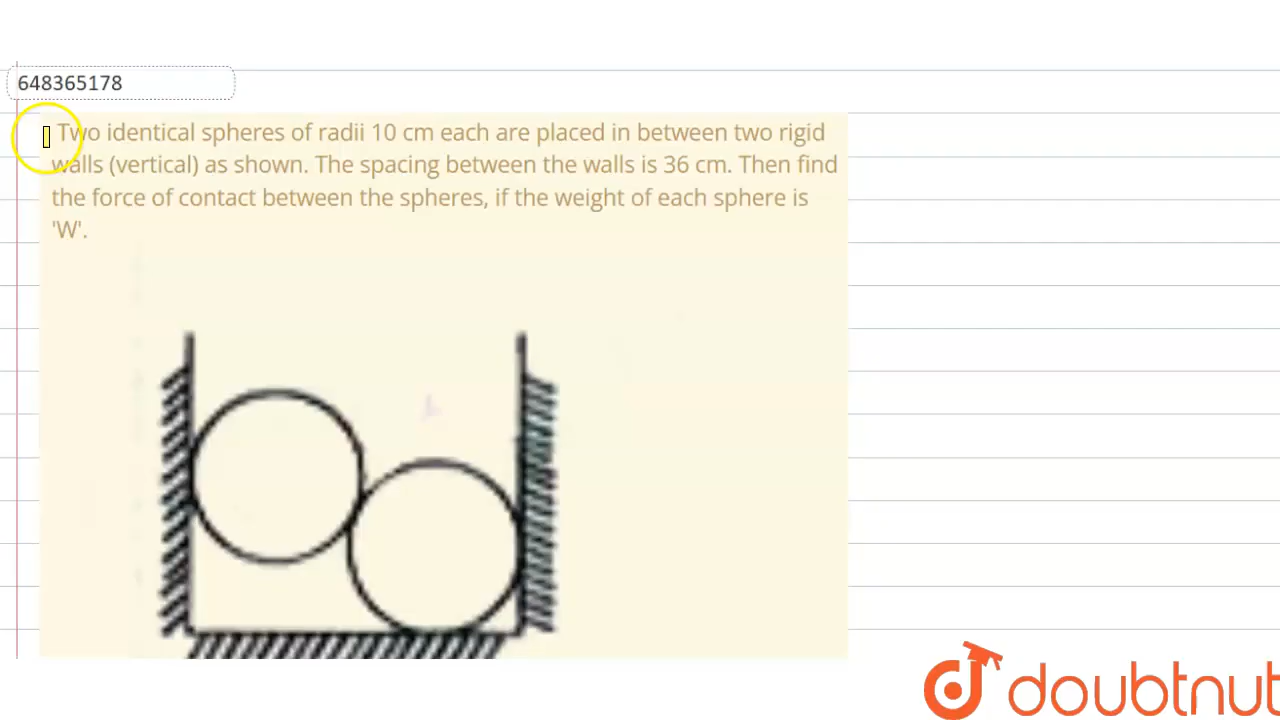 648365178
Two identical spheres of radii 10 cm each are placed in between two rigid
walls (vertical) as shown. The spacing between the walls is 36 cm. Then find
the force of contact between the spheres, if the weight of each sphere is
'W'.
doubtnut